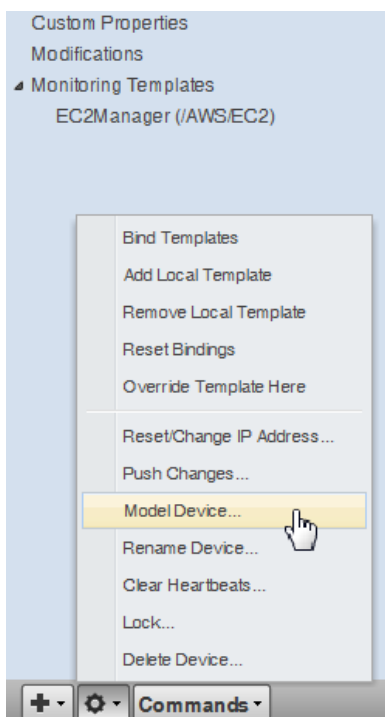 Custom Properties
Modifications
Monitoring Templates
EC2Manager (/AWS/EC2)
Bind Templates
Add Local Template
Remove Local Template
Reset Bindings
Override Template Here
Reset/Change IP Address...
Push Changes...
Model Device...
Rename Device...
Clear Heartbeats...
Lock...
Delete Device...
Commands